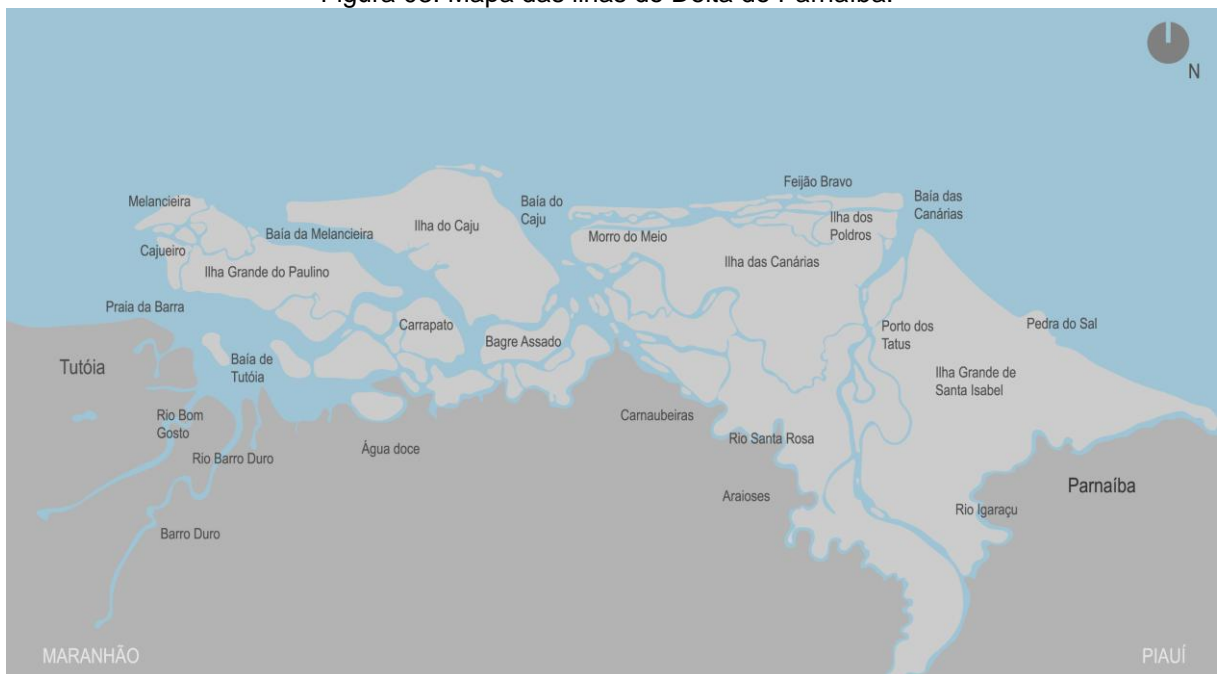 Figura 03: Mapa das Ilhas do Delta do Parnaíba.
N
Feijão Bravo
Melancieira
Baía do
Caju
Baía das
Canárias
Ilha do Caju
Ilha dos
Poldros
Baía da Melancieira
Morro do Meio
Cajueiro
Ilha Grande do Paulino
Ilha das Canárias
Praia da Barra
Carrapato
Porto dos
Tatus
Pedra do Sal
Bagre Assado
Tutóia
Baía de
Tutóia
Ilha Grande de
Santa Isabel
Rio Bom
Gosto
Carnaubeiras
Rio Santa Rosa
Água doce
Rio Barro Duro
Parnaíba
Araioses
Rio Igaraçu
Barro Duro
MARANHÃO
PIAUÍ